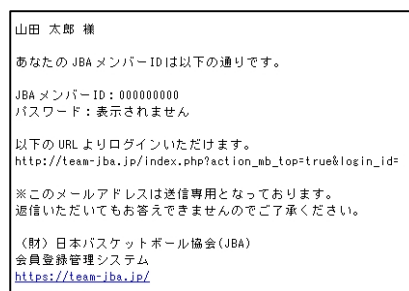 山田 太郎 様
あなたの JBA メンバーIDは以下の通りです。
JBA メンバーID：000000000
パスワード：表示されません
以下の URL よりログインいただけます。
http://team-jba.jp/index.php?action_mb_top=true&login_id=
※このメールアドレスは送信専用となっております。
返信いただいてもお答えできませんのでご了承ください。
（財）日本バスケットボール協会(JBA)
会員登録管理システム
https://team-jba.jp/